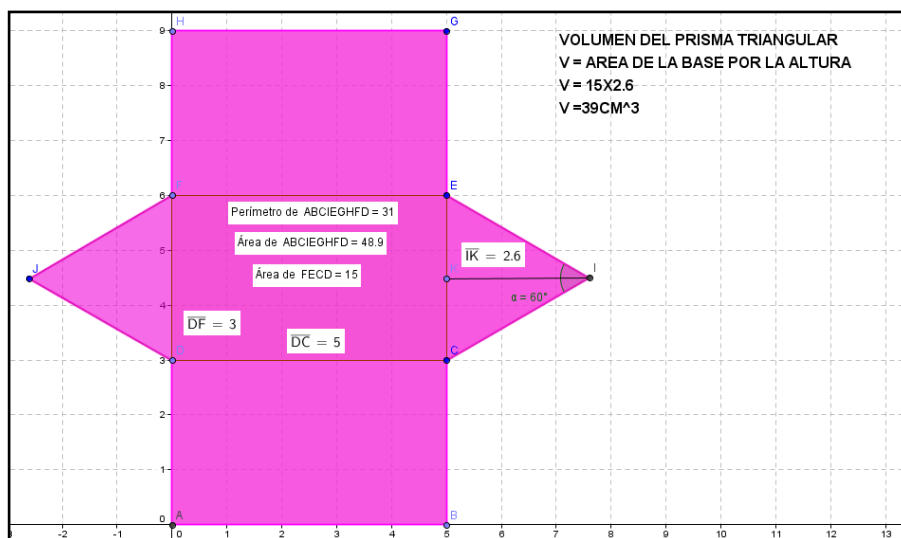 H
G
9
VOLUMEN DEL PRISMA TRIANGULAR
V = AREA DE LA BASE POR LA ALTURA
V = 15X2.6
V =39CM^3
8
7
6
E
Perímetro de ABCIEGHFD = 31
Área de ABCIEGHFD = 48.9
IK = 2.6
J
Área de FECD = 15
I
5
α = 60°
4
DF = 3
DC = 5
3
C
2
1
0
A
B
-2
-1
0
1
2
3
4
5
6
7
8
9
10
11
12
13